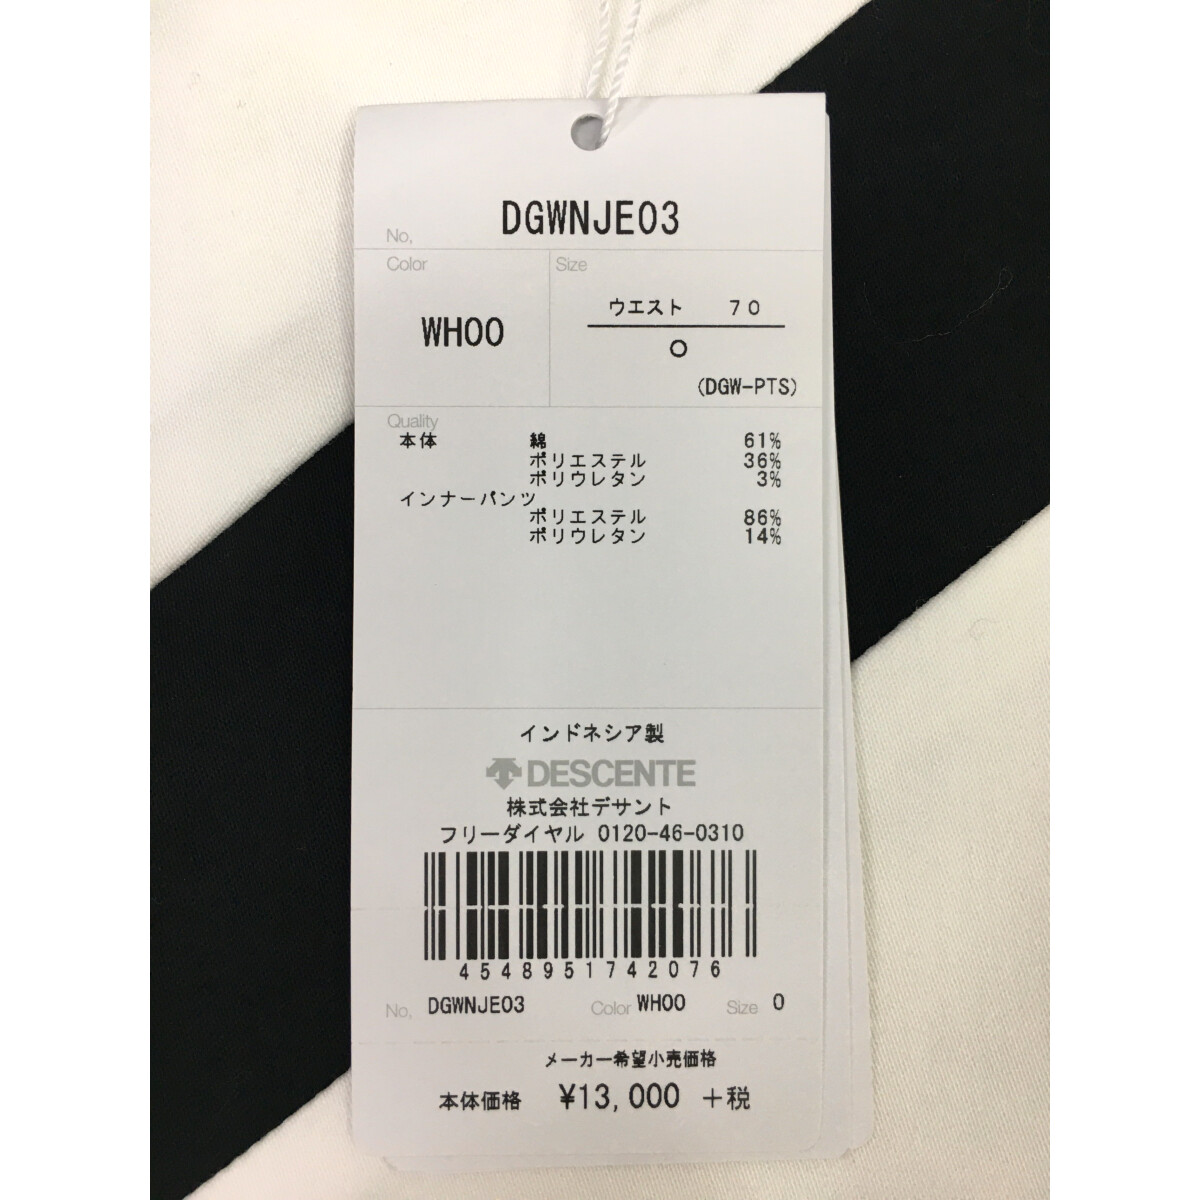 No, DGWNJE03
Color Size
WH00
ウエスト 70
O
(DGW-PTS)
Quality
本体 綿 61%
ポリエステル 36%
ポリウレタン 3%
インナーパンツ
ポリエステル 86%
ポリウレタン 14%
インドネシア製
DESCENTE
株式会社デサント
フリーダイヤル 0120-46-0310
4548951742076
No, DGWNJE03 Color WH00 Size O
メーカー希望小売価格
本体価格 ¥13,000 +税